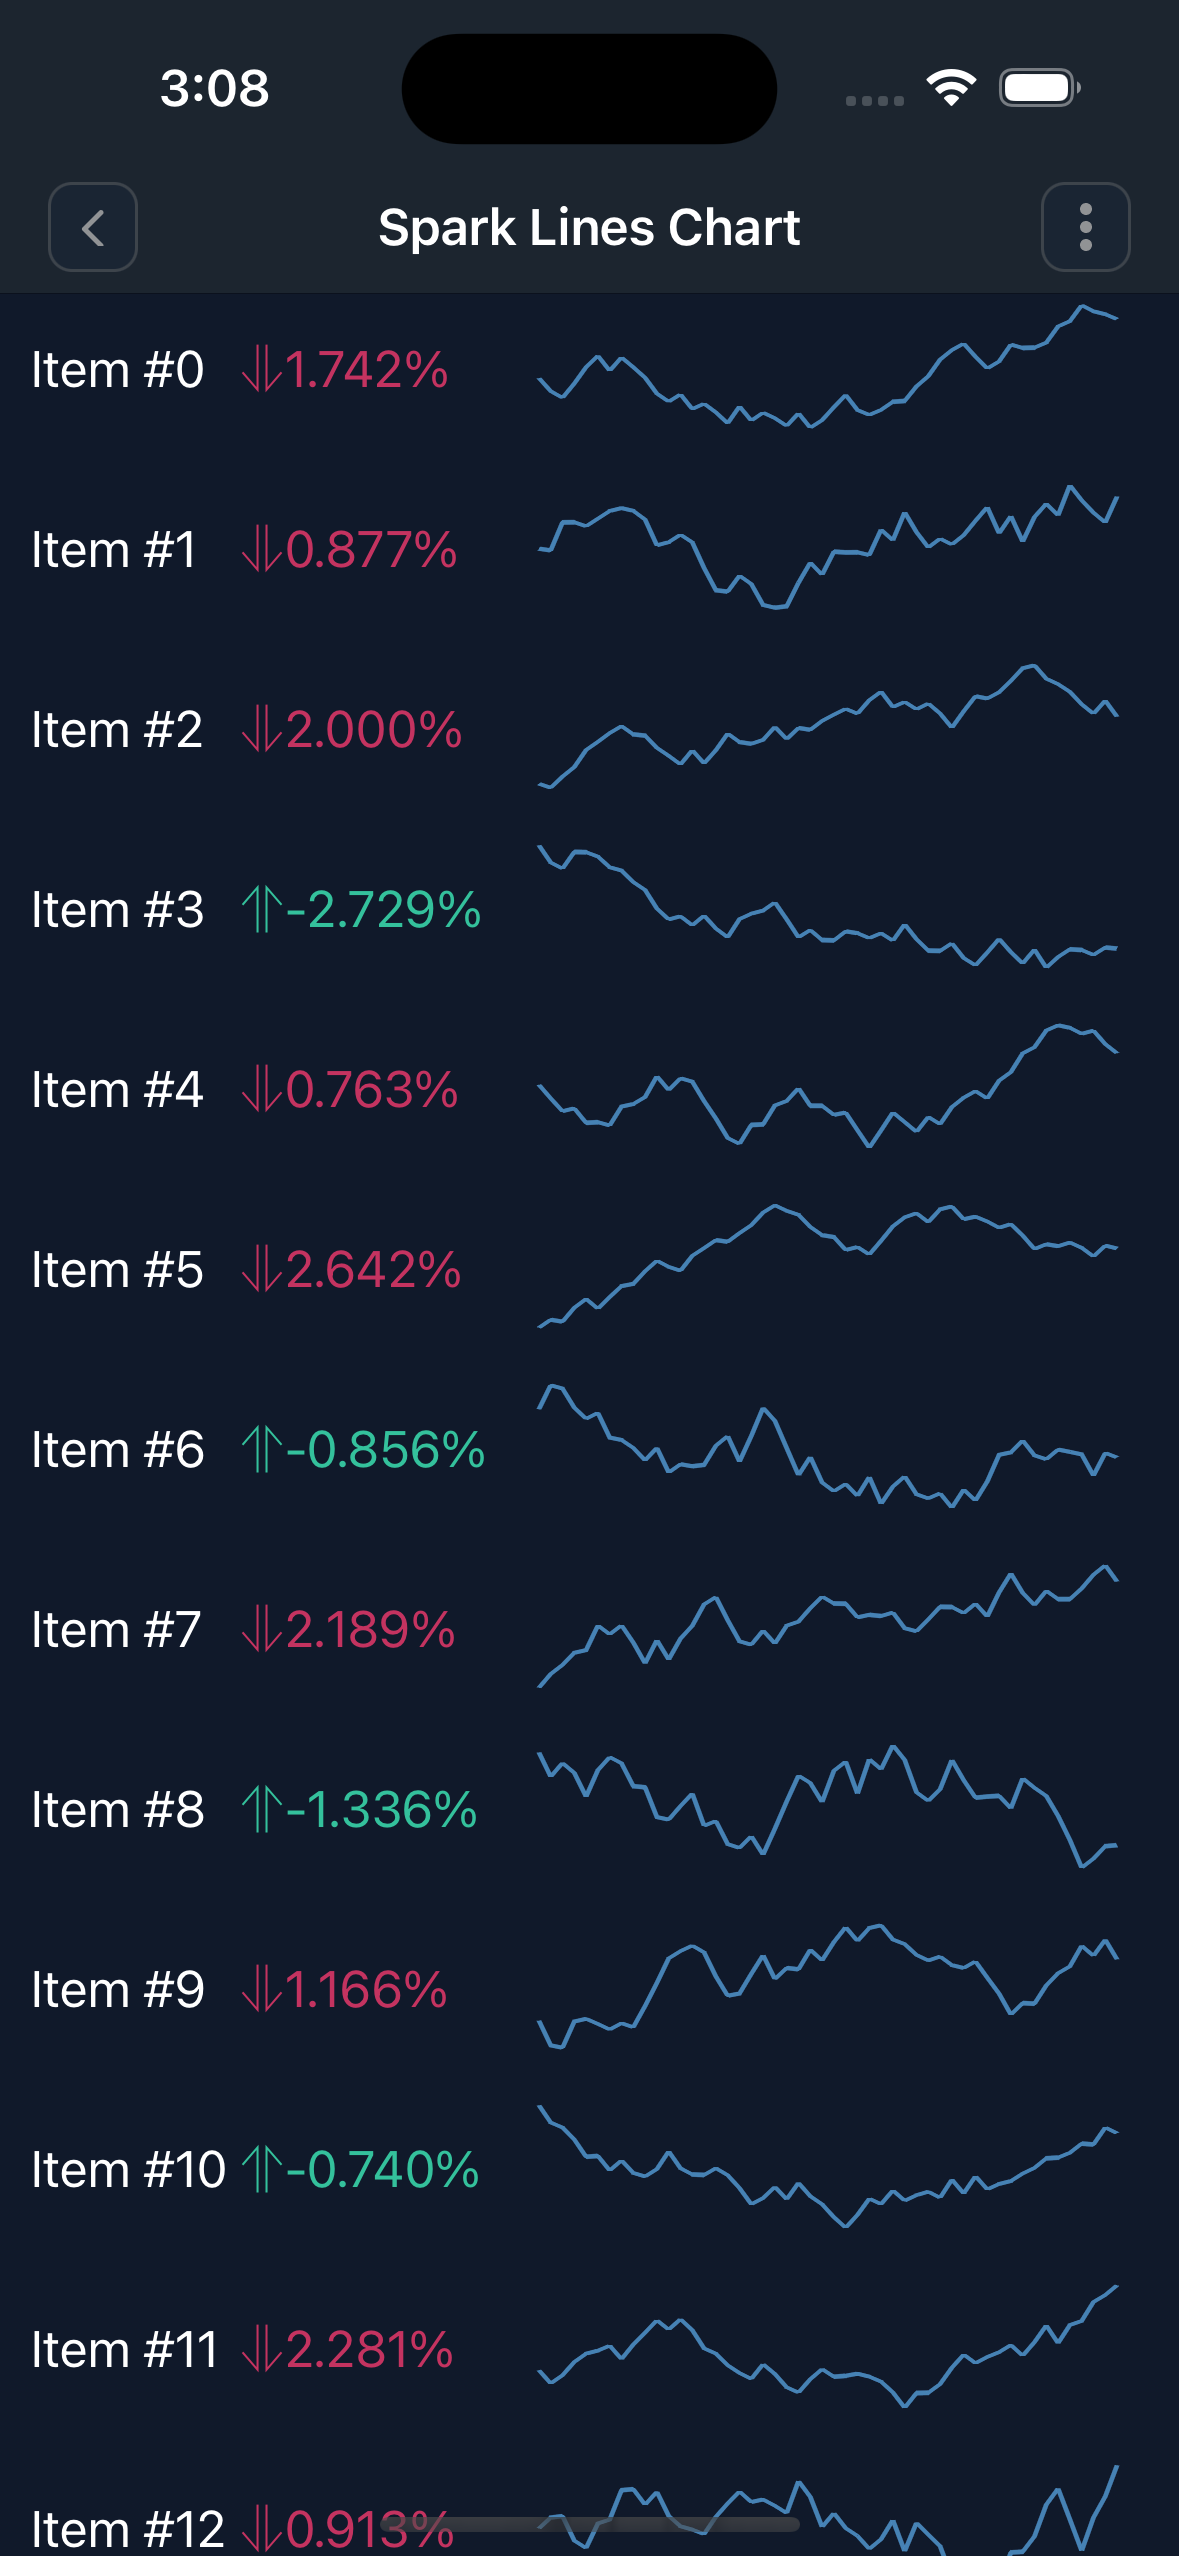 3:08
Spark Lines Chart
Item #0 ⥥1.742%
Item #1 ⥥0.877%
Item #2 ⥥2.000%
Item #3 ⥣-2.729%
Item #4 ⥥0.763%
Item #5 ⥥2.642%
Item #6 ⥣-0.856%
Item #7 ⥥2.189%
Item #8 ⥣-1.336%
Item #9 ⥥1.166%
Item #10 ⥣-0.740%
Item #11 ⥥2.281%
Item #12 ⥥0.913%